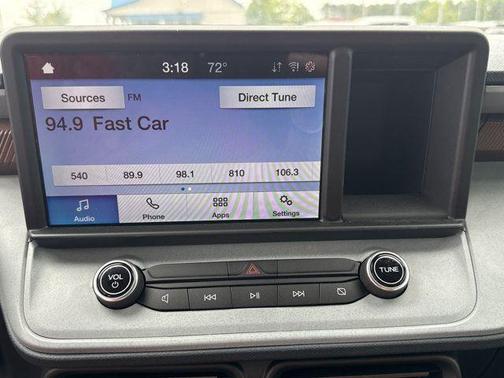 3:18 72°
Sources FM Direct Tune
94.9 Fast Car
540 89.9 98.1 810 106.3
Audio Phone Apps Settings
VOL TUNE